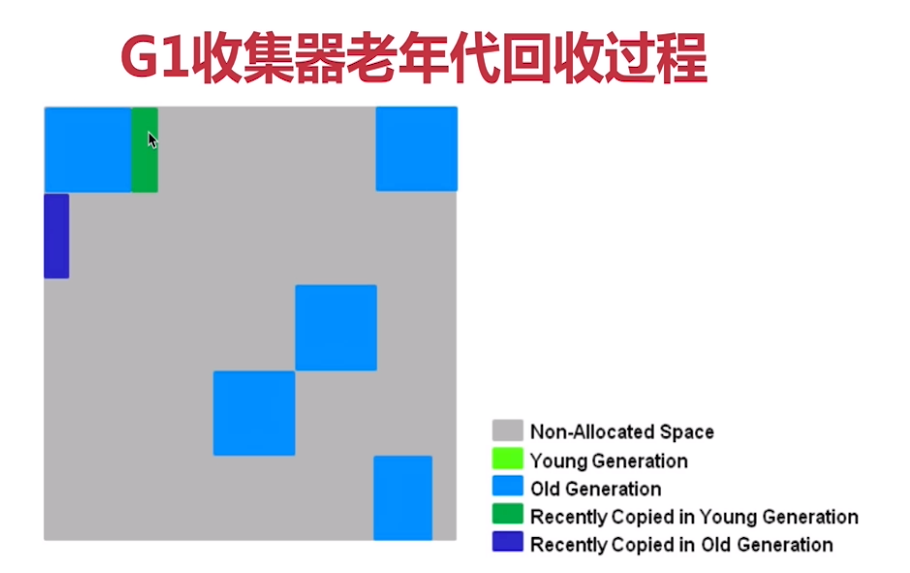 G1收集器老年代回收过程
Non-Allocated Space
Young Generation
Old Generation
Recently Copied in Young Generation
Recently Copied in Old Generation